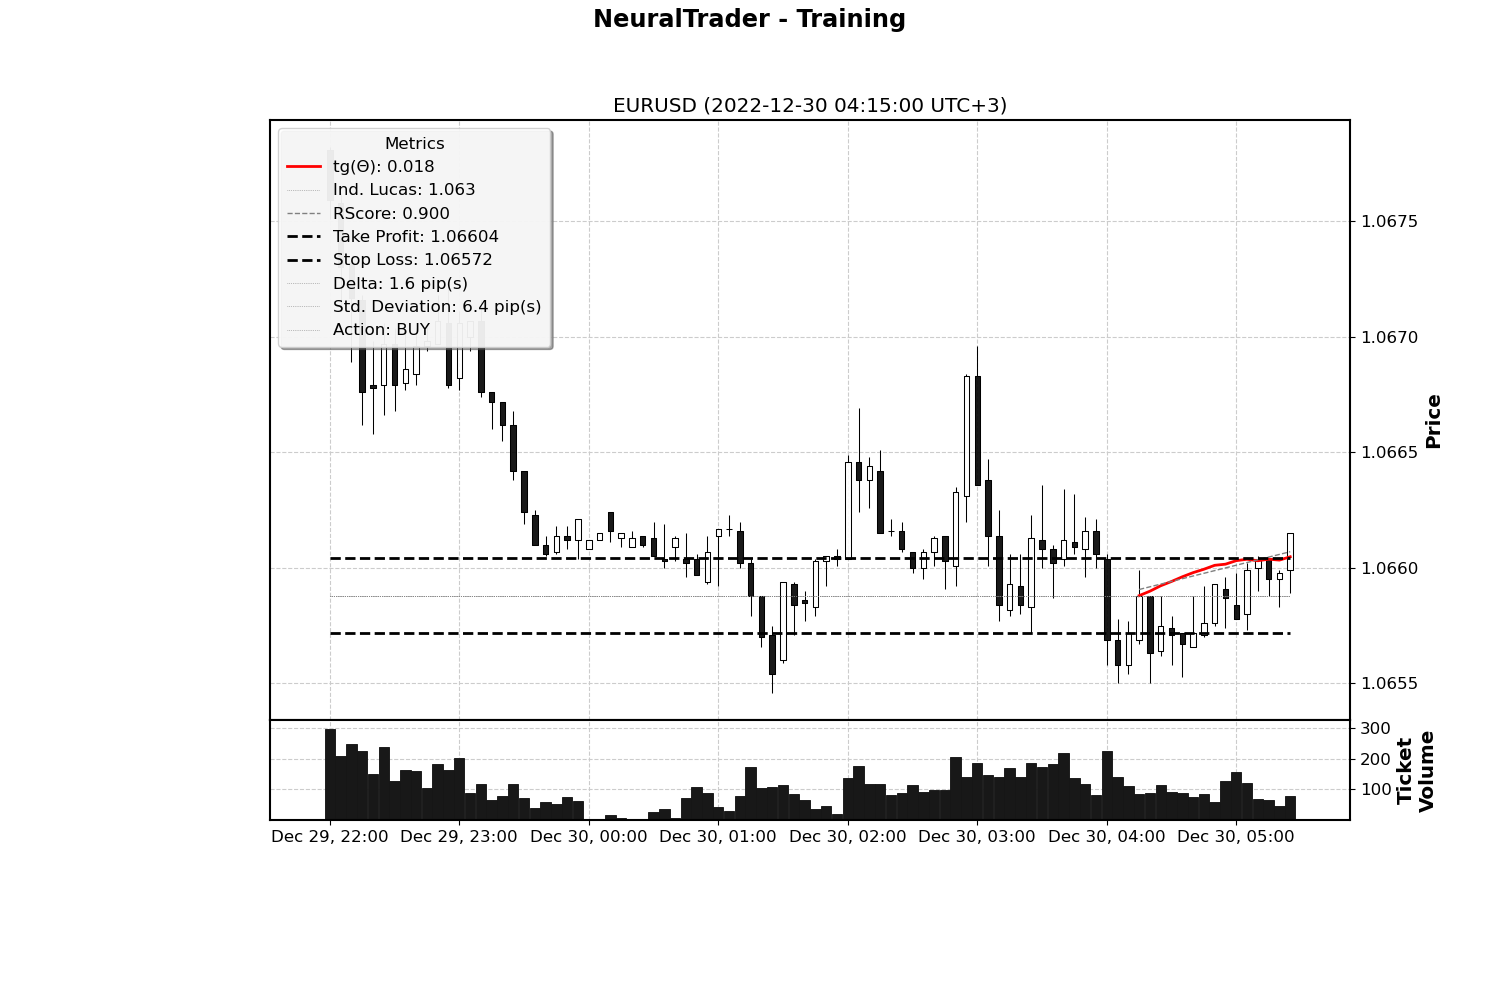 NeuralTrader - Training
EURUSD (2022-12-30 04:15:00 UTC+3)
Metrics
tg(Θ): 0.018
Ind. Lucas: 1.063
RScore: 0.900
Take Profit: 1.06604
Stop Loss: 1.06572
Delta: 1.6 pip(s)
Std. Deviation: 6.4 pip(s)
Action: BUY
1.0675
1.0670
1.0665
1.0660
1.0655
Price
300
200
100
Ticket
Volume
Dec 29, 22:00 Dec 29, 23:00 Dec 30, 00:00 Dec 30, 01:00 Dec 30, 02:00 Dec 30, 03:00 Dec 30, 04:00 Dec 30, 05:00